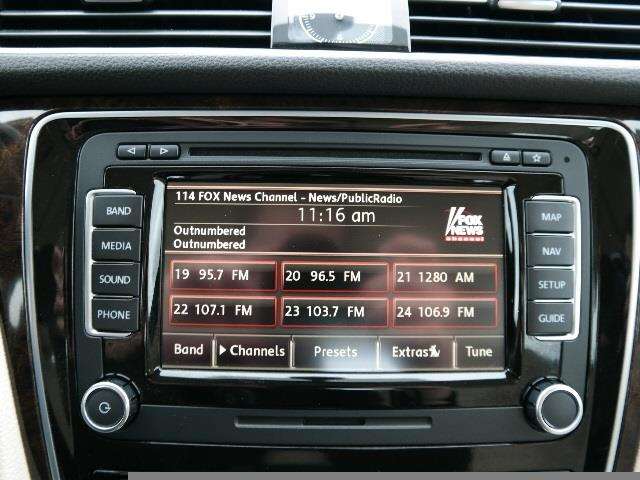 114 FOX News Channel - News/PublicRadio
11:16 am
FOX
NEWS
channel
Outnumbered
Outnumbered
19 95.7 FM 20 96.5 FM 21 1280 AM
22 107.1 FM 23 103.7 FM 24 106.9 FM
Band Channels Presets Extras Tune
BAND
MEDIA
SOUND
PHONE
MAP
NAV
SETUP
GUIDE